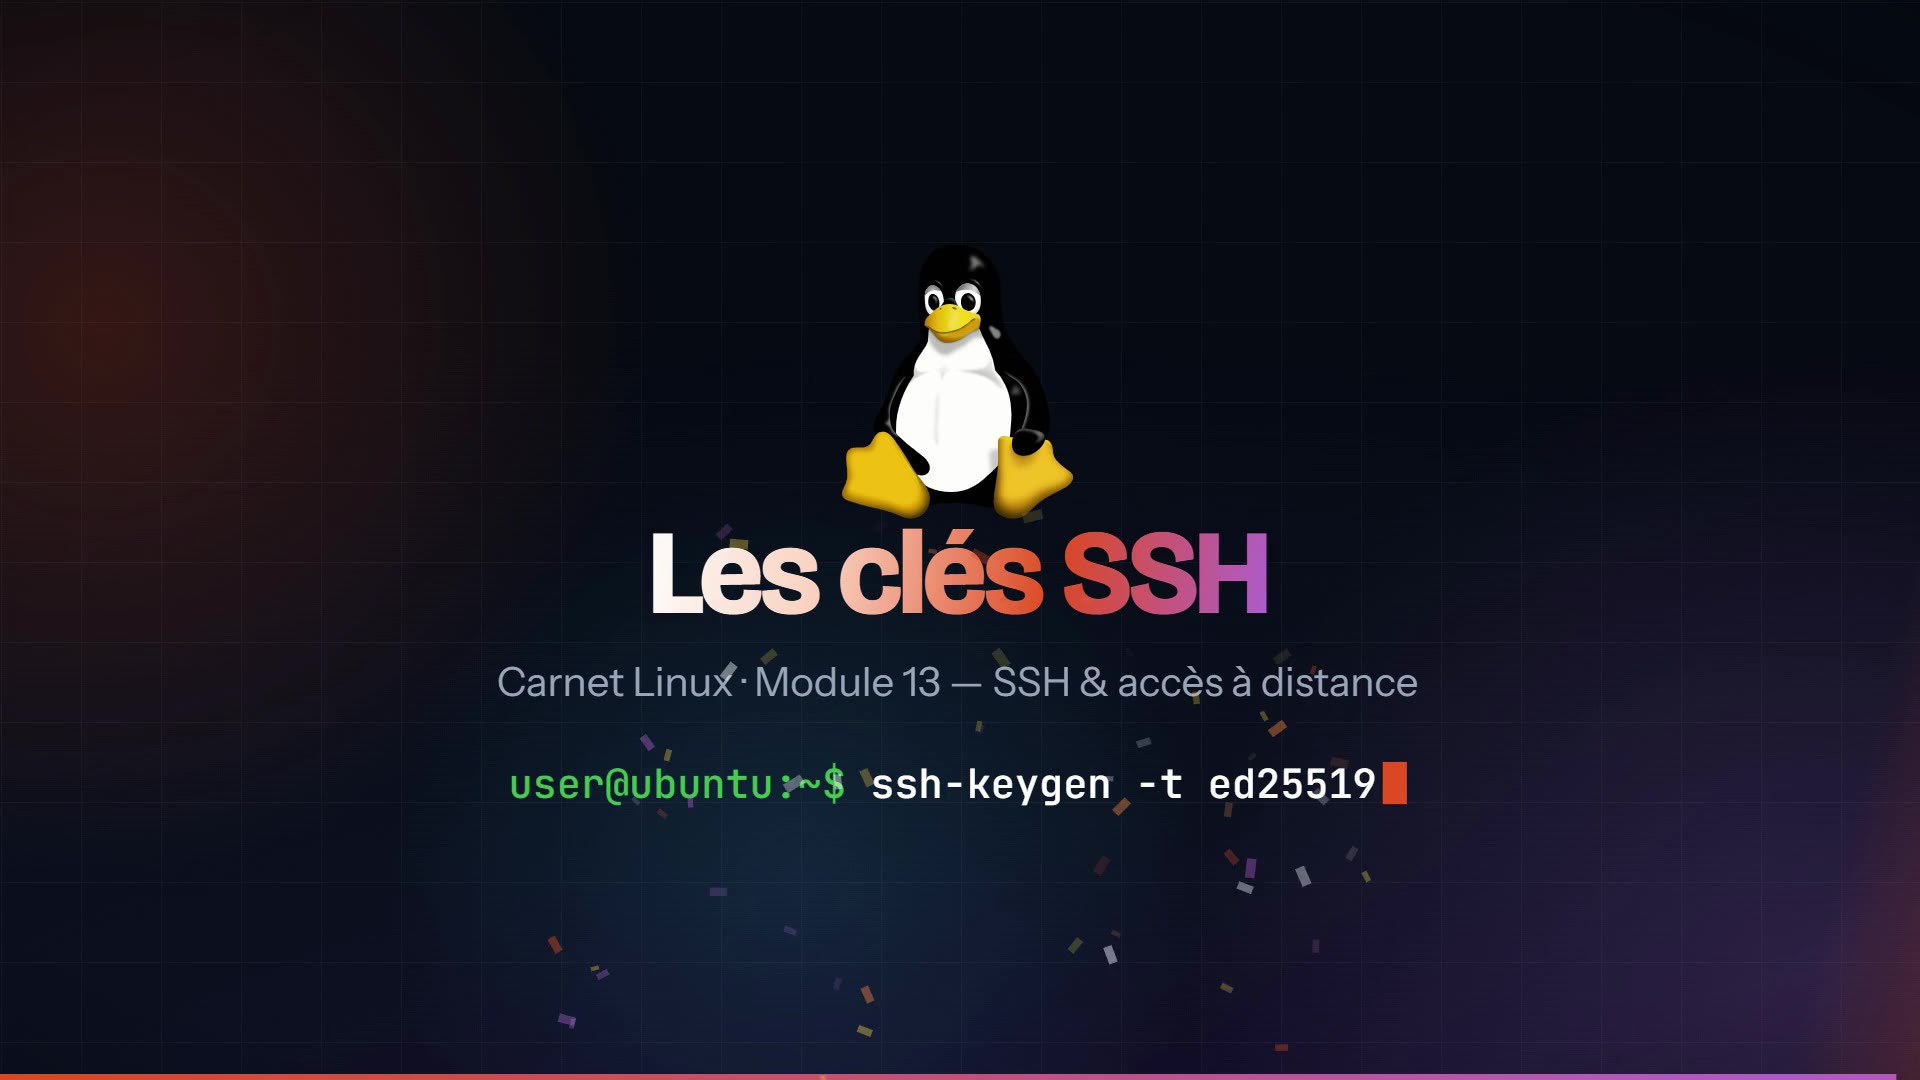 Les clés SSH
Carnet Linux · Module 13 — SSH & accès à distance
user@ubuntu:~$ ssh-keygen -t ed25519